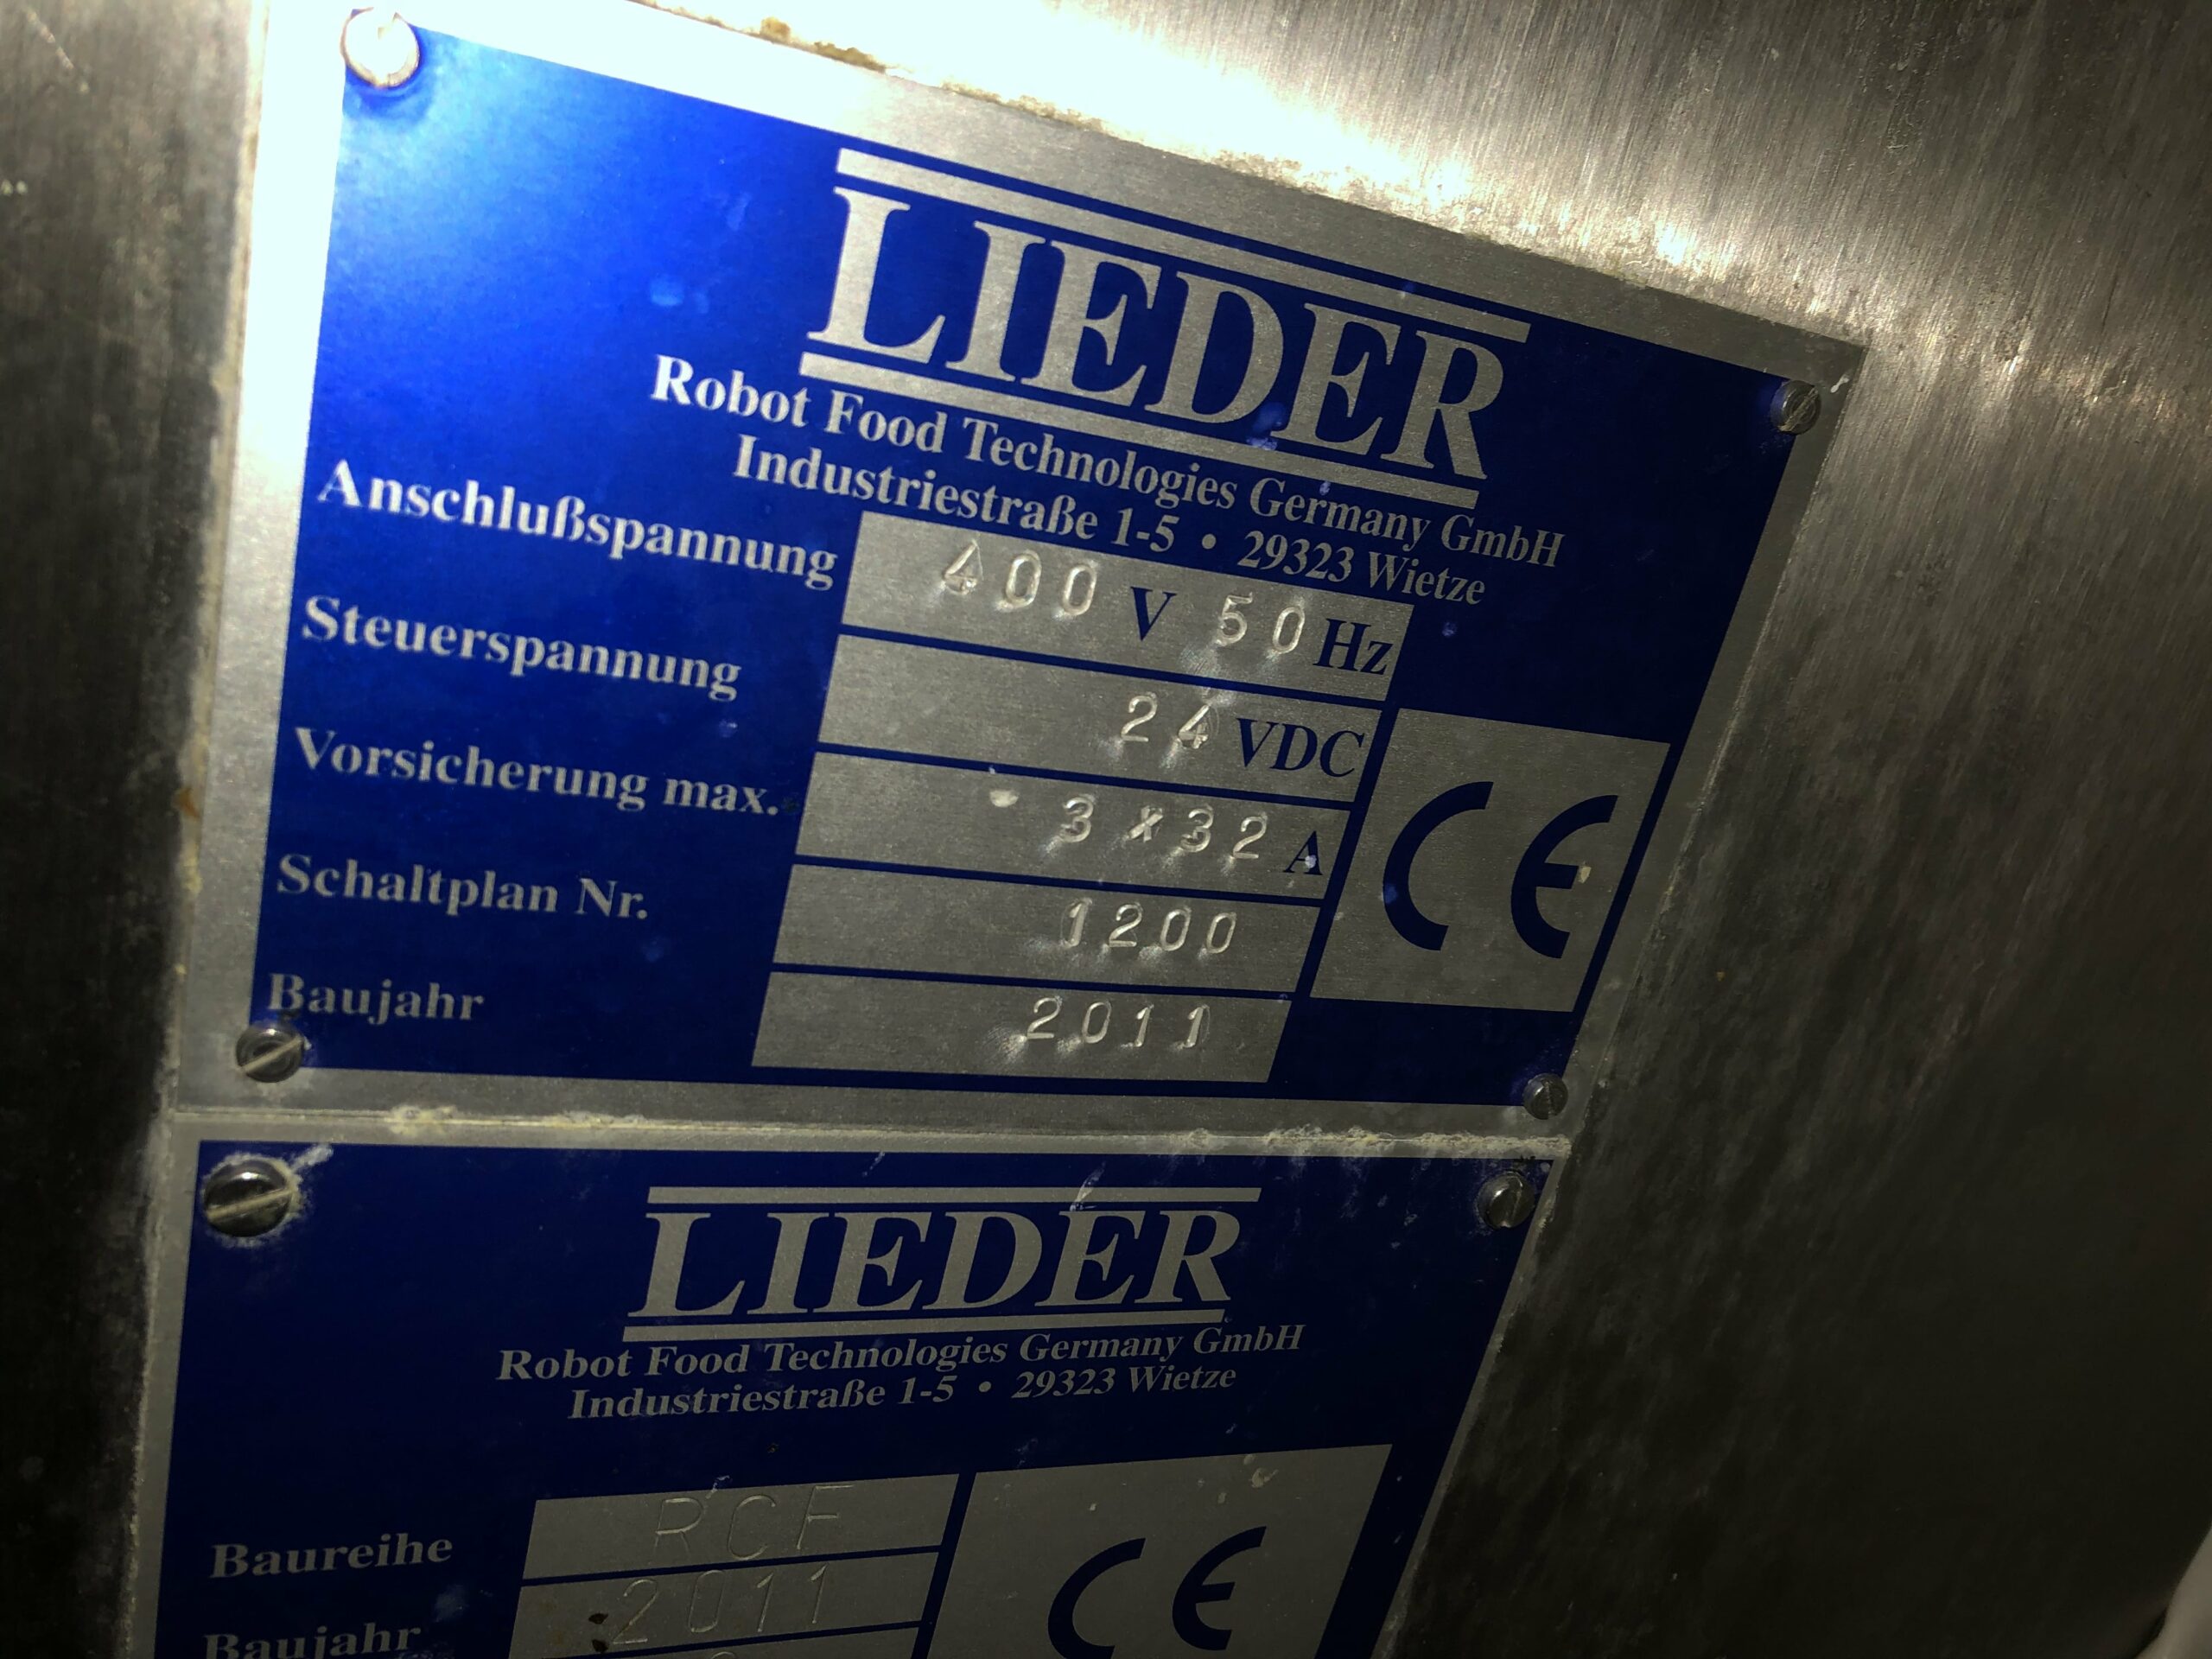 LIEDER
Robot Food Technologies Germany GmbH
Industriestraße 1-5 • 29323 Wietze
Anschlußspannung 400 V 50 Hz
Steuerspannung 24 VDC
Vorsicherung max. 3x32 A
Schaltplan Nr. 1200
Baujahr 2011
CE
LIEDER
Robot Food Technologies Germany GmbH
Industriestraße 1-5 • 29323 Wietze
Baureihe RCF
Baujahr 2011
CE